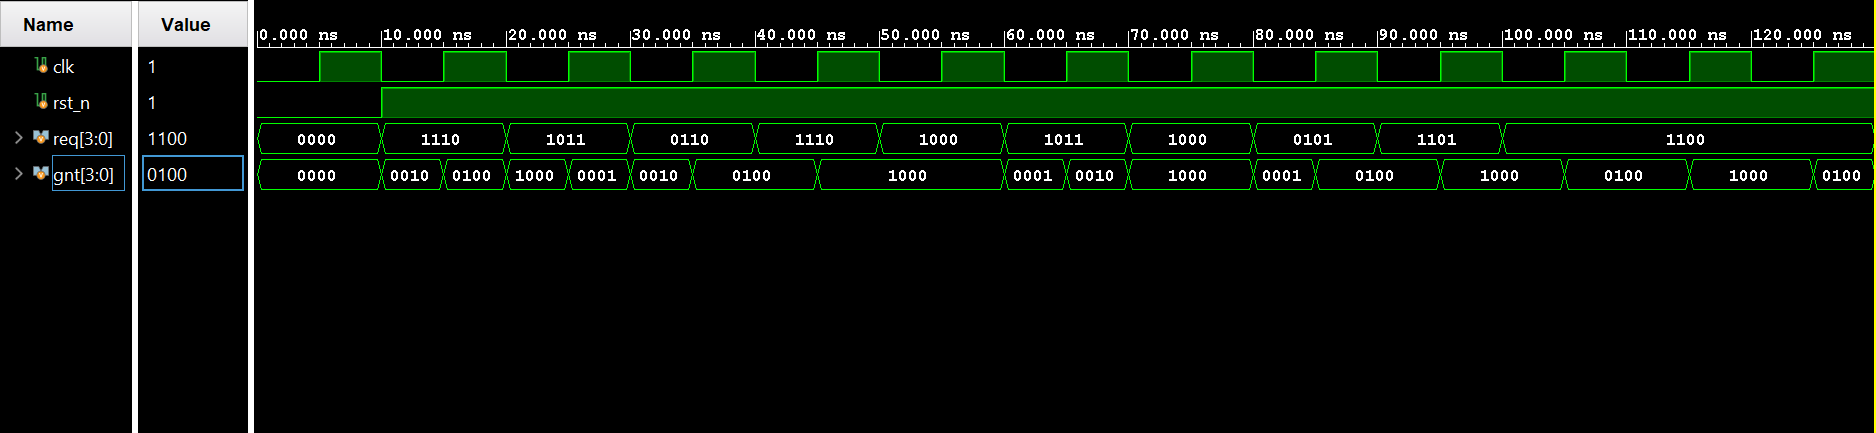 Name Value
0.000 ns 10.000 ns 20.000 ns 30.000 ns 40.000 ns 50.000 ns 60.000 ns 70.000 ns 80.000 ns 90.000 ns 100.000 ns 110.000 ns 120.000 ns
clk 1
rst_n 1
req[3:0] 1100 0000 1110 1011 0110 1110 1000 1011 1000 0101 1101 1100
gnt[3:0] 0100 0000 0010 0100 1000 0001 0010 0100 1000 0001 0010 1000 0001 0100 1000 0100 1000 0100